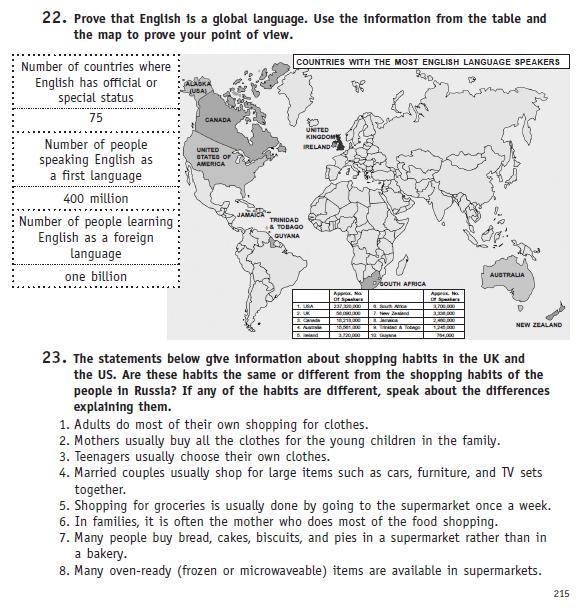 22. Prove that English is a global language. Use the information from the table and
the map to prove your point of view.
Number of countries where
English has official or
special status
75
Number of people
speaking English as
a first language
400 million
Number of people learning
English as a foreign
language
one billion
COUNTRIES WITH THE MOST ENGLISH LANGUAGE SPEAKERS
ALASKA
(USA)
CANADA
UNITED
KINGDOM
IRELAND
UNITED
STATES OF
AMERICA
JAMAICA
TRINIDAD
& TOBAGO
GUYANA
SOUTH AFRICA
AUSTRALIA
NEW ZEALAND
Approx. No. Of Speakers Approx. No. Of Speakers
1. USA 237,320,000 6. South Africa 3,700,000
2. UK 58,090,000 7. New Zealand
3. Canada 18,218,000 8. Jamaica
4. Australia 15,561,000 9. Trinidad & Tobago 1,245,000
5. Ireland 3,720,000 10. Guyana 764,000
23. The statements below give information about shopping habits in the UK and
the US. Are these habits the same or different from the shopping habits of the
people in Russia? If any of the habits are different, speak about the differences
explaining them.
1. Adults do most of their own shopping for clothes.
2. Mothers usually buy all the clothes for the young children in the family.
3. Teenagers usually choose their own clothes.
4. Married couples usually shop for large items such as cars, furniture, and TV sets
together.
5. Shopping for groceries is usually done by going to the supermarket once a week.
6. In families, it is often the mother who does most of the food shopping.
7. Many people buy bread, cakes, biscuits, and pies in a supermarket rather than in
a bakery.
8. Many oven-ready (frozen or microwaveable) items are available in supermarkets.
215